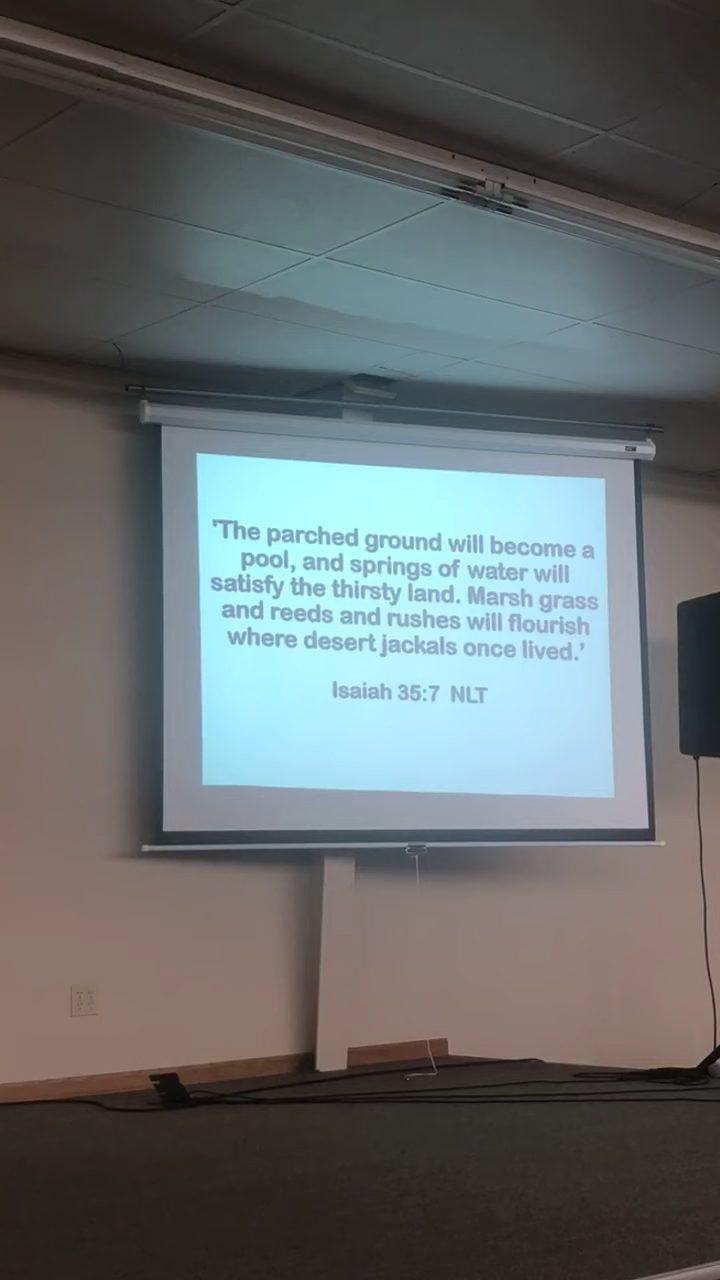 'The parched ground will become a
pool, and springs of water will
satisfy the thirsty land. Marsh grass
and reeds and rushes will flourish
where desert jackals once lived.’
Isaiah 35:7 NLT